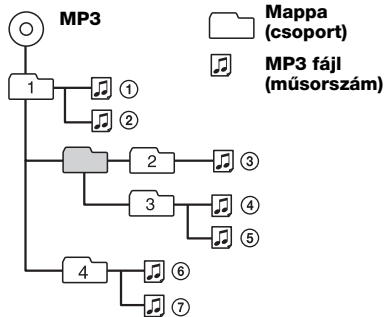 MP3
Mappa
(csoport)
MP3 fájl
(műsorszám)
1
①
②
2
③
3
④
⑤
4
⑥
⑦